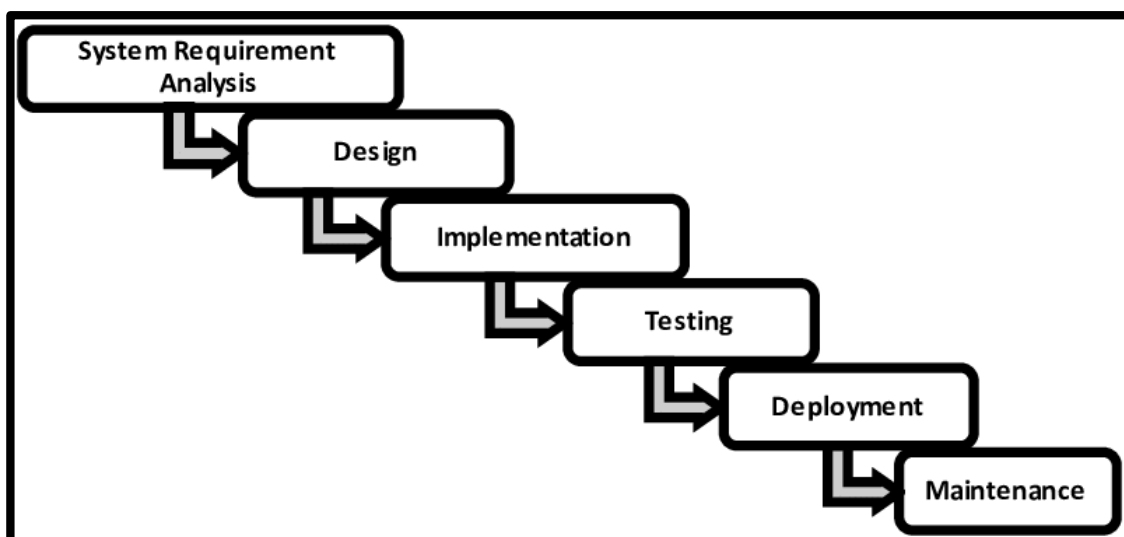 System Requirement
Analysis
Design
Implementation
Testing
Deployment
Maintenance